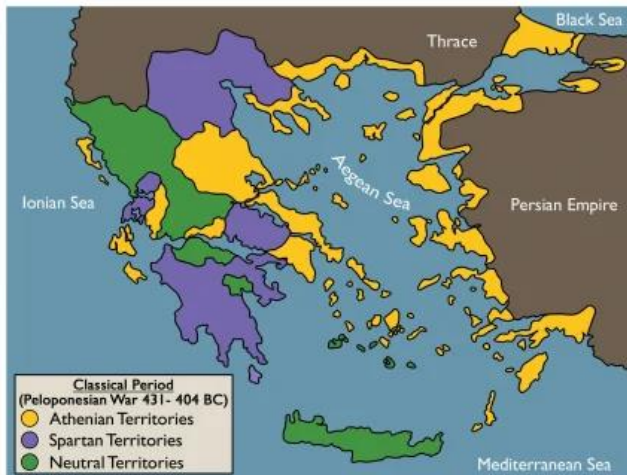 Black Sea
Thrace
Aegean Sea
Ionian Sea
Persian Empire
Classical Period
(Peloponesian War 431- 404 BC)
Athenian Territories
Spartan Territories
Neutral Territories
Mediterranean Sea